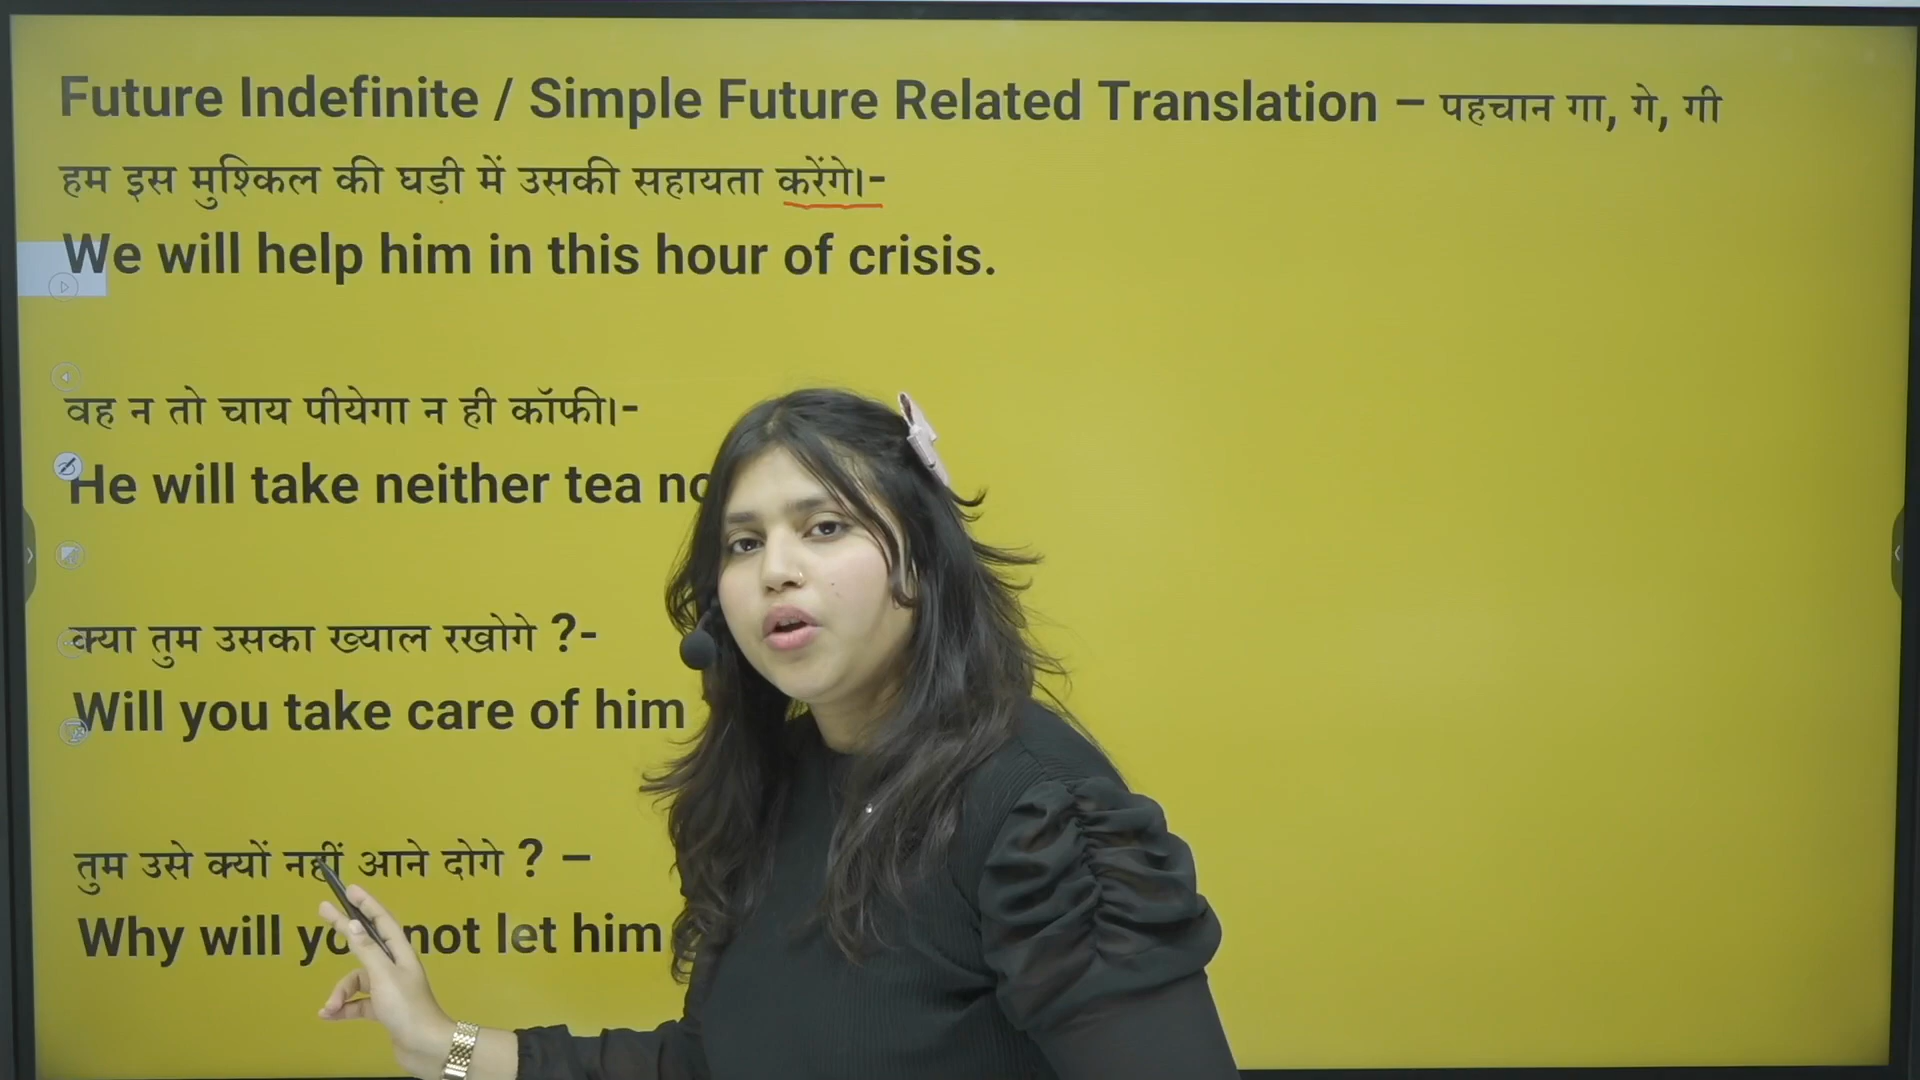 Future Indefinite / Simple Future Related Translation – पहचान गा, गे, गी
हम इस मुश्किल की घड़ी में उसकी सहायता करेंगे।-
We will help him in this hour of crisis.
वह न तो चाय पीयेगा न ही कॉफी।-
He will take neither tea
क्या तुम उसका ख्याल रखोगे ?-
Will you take care of him
तुम उसे क्यों नहीं आने दोगे ? –
Why will not let him